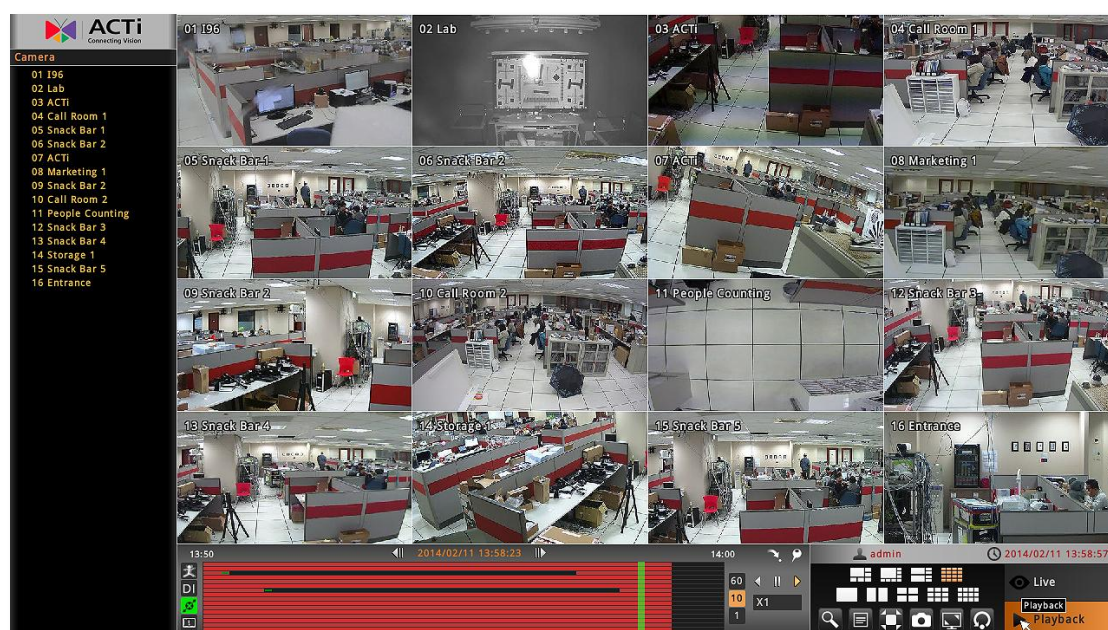 ACTi
Connecting Vision
Camera
01 I96
02 Lab
03 ACTi
04 Call Room 1
05 Snack Bar 1
06 Snack Bar 2
07 ACTi
08 Marketing 1
09 Snack Bar 2
10 Call Room 2
11 People Counting
12 Snack Bar 3
13 Snack Bar 4
14 Storage 1
15 Snack Bar 5
16 Entrance
01 I96
02 Lab
03 ACTi
04 Call Room 1
05 Snack Bar 1
06 Snack Bar 2
07 ACTi
08 Marketing 1
09 Snack Bar 2
10 Call Room 2
11 People Counting
12 Snack Bar 3
13 Snack Bar 4
14 Storage 1
15 Snack Bar 5
16 Entrance
13:50
2014/02/11 13:58:23
14:00
DI
60
10
1
X1
admin
2014/02/11 13:58:57
Live
Playback
Playback